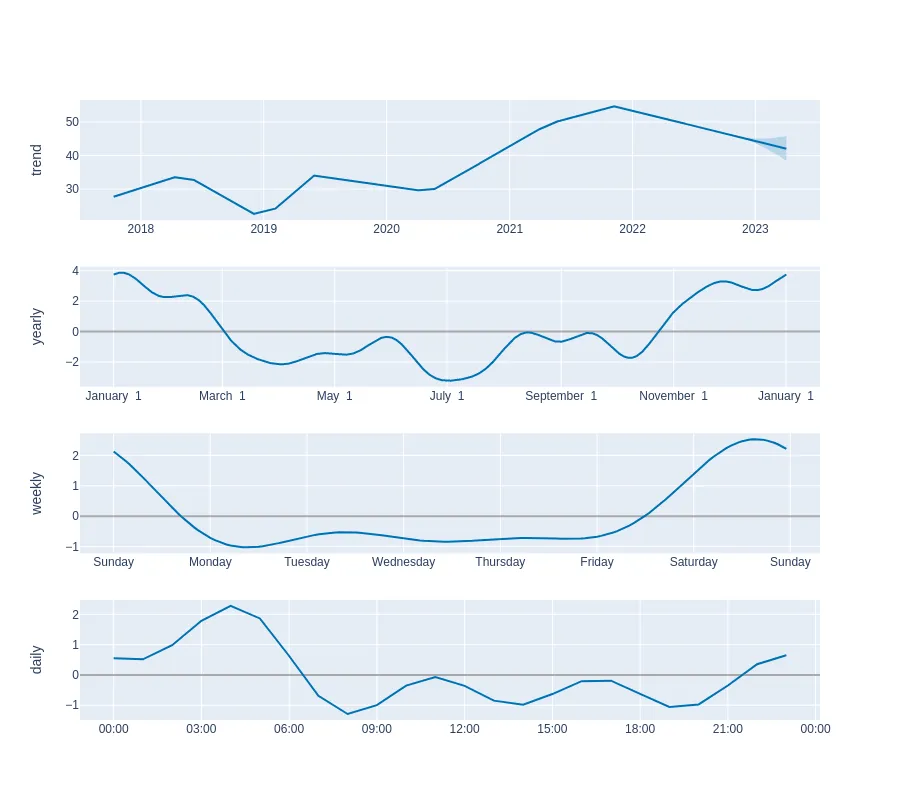 trend
50
40
30
2018 2019 2020 2021 2022 2023
yearly
4
2
0
−2
January 1 March 1 May 1 July 1 September 1 November 1 January 1
weekly
2
1
0
−1
Sunday Monday Tuesday Wednesday Thursday Friday Saturday Sunday
daily
2
1
0
−1
00:00 03:00 06:00 09:00 12:00 15:00 18:00 21:00 00:00